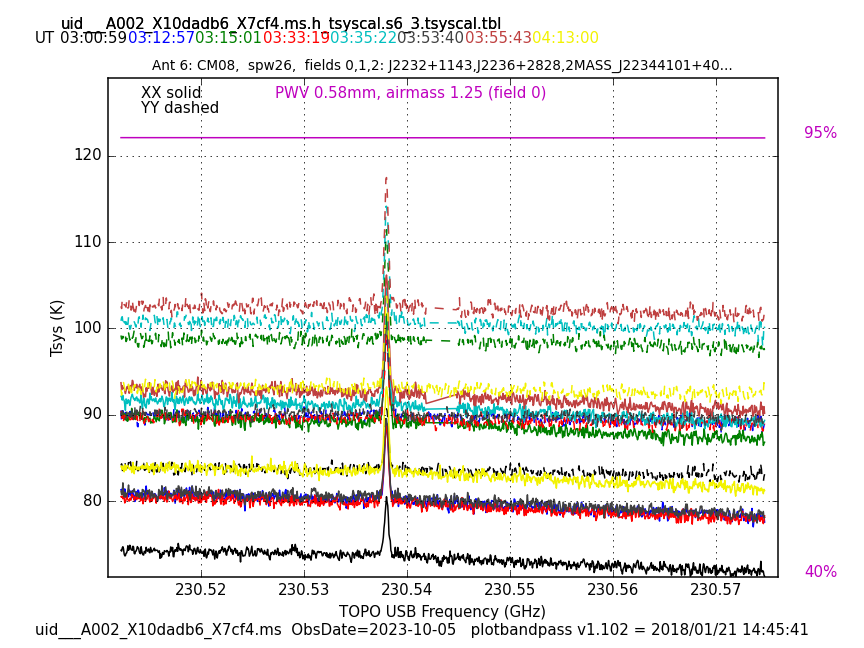 uid___A002_X10dadb6_X7cf4.ms.h_tsyscal.s6_3.tsyscal.tbl
UT 03:00:59 03:12:57 03:15:01 03:33:19 03:35:22 03:53:40 03:55:43 04:13:00
Ant 6: CM08,  spw26,  fields 0,1,2: J2232+1143,J2236+2828,2MASS_J22344101+40...
XX solid PWV 0.58mm, airmass 1.25 (field 0)
YY dashed
95%
120
110
100
90
80
Tsys (K)
40%
230.52 230.53 230.54 230.55 230.56 230.57
TOPO USB Frequency (GHz)
uid___A002_X10dadb6_X7cf4.ms  ObsDate=2023-10-05   plotbandpass v1.102 = 2018/01/21 14:45:41